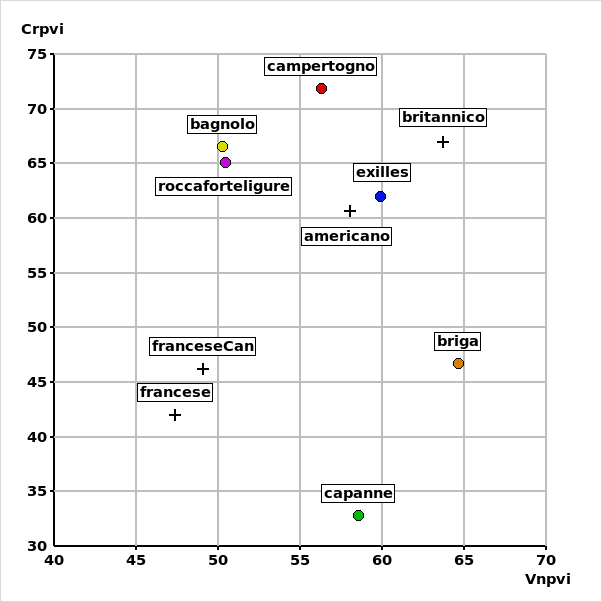 Crpvi
75
campertogno
70
britannico
bagnolo
65
exilles
roccaforteligure
60
americano
55
50
briga
franceseCan
45
francese
40
35
capanne
30
40
45
50
55
60
65
70
Vnpvi